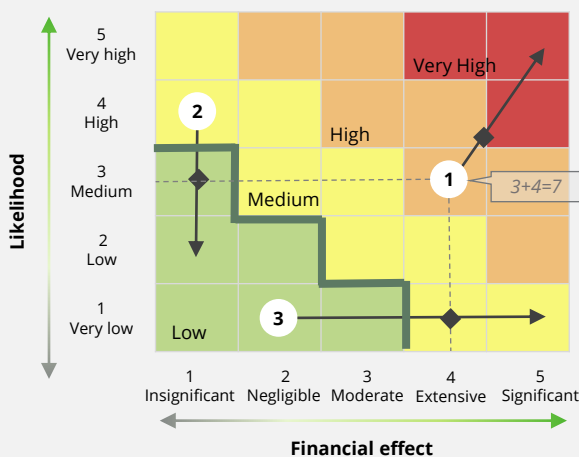 5
Very high
4
High
3
Medium
2
Low
1
Very low
Likelihood
Very High
High
Medium
Low
2
1
3
3+4=7
1
Insignificant
2
Negligible
3
Moderate
4
Extensive
5
Significant
Financial effect